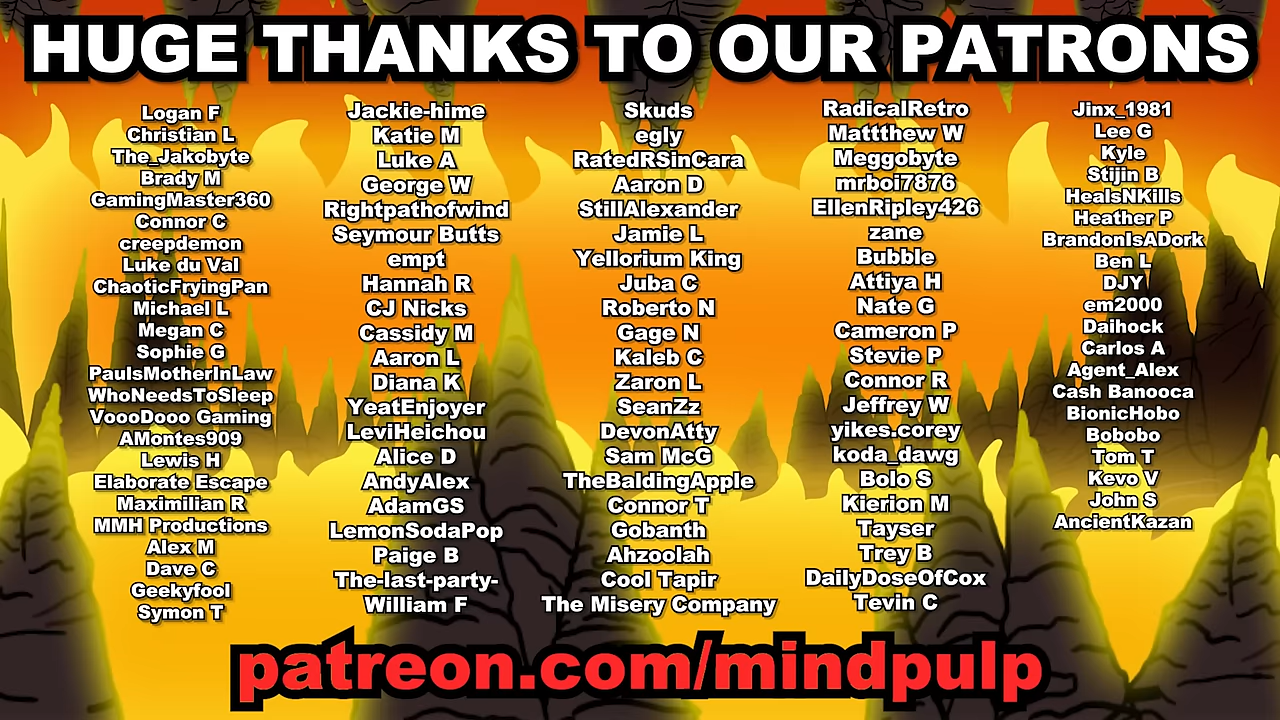 HUGE THANKS TO OUR PATRONS
Logan F
Christian L
The_Jakobyte
Brady M
GamingMaster360
Connor C
creepdemon
Luke du Val
ChaoticFryingPan
Michael L
Megan C
Sophie G
PaulsMotherInLaw
WhoNeedsToSleep
VoooDooo Gaming
AMontes909
Lewis H
Elaborate Escape
Maximilian R
MMH Productions
Alex M
Dave C
Geekyfool
Symon T
Jackie-hime
Katie M
Luke A
George W
Rightpathofwind
Seymour Butts
empt
Hannah R
CJ Nicks
Cassidy M
Aaron L
Diana K
YeatEnjoyer
LeviHeichou
Alice D
AndyAlex
AdamGS
LemonSodaPop
Paige B
The-last-party-
William F
Skuds
egly
RatedRSinCara
Aaron D
StillAlexander
Jamie L
Yellorium King
Juba C
Roberto N
Gage N
Kaleb C
Zaron L
SeanZz
DevonAtty
Sam McG
TheBaldingApple
Connor T
Gobanth
Ahzoolah
Cool Tapir
The Misery Company
RadicalRetro
Mattthew W
Meggobyte
mrboi7876
EllenRipley426
zane
Bubble
Attiya H
Nate G
Cameron P
Stevie P
Connor R
Jeffrey W
yikes.corey
koda_dawg
Bolo S
Kierion M
Tayser
Trey B
DailyDoseOfCox
Tevin C
Jinx_1981
Lee G
Kyle
Stijin B
HealsNKills
Heather P
BrandonIsADork
Ben L
DJY
em2000
Daihock
Carlos A
Agent_Alex
Cash Banooca
BionicHobo
Bobobo
Tom T
Kevo V
John S
AncientKazan
patreon.com/mindpulp